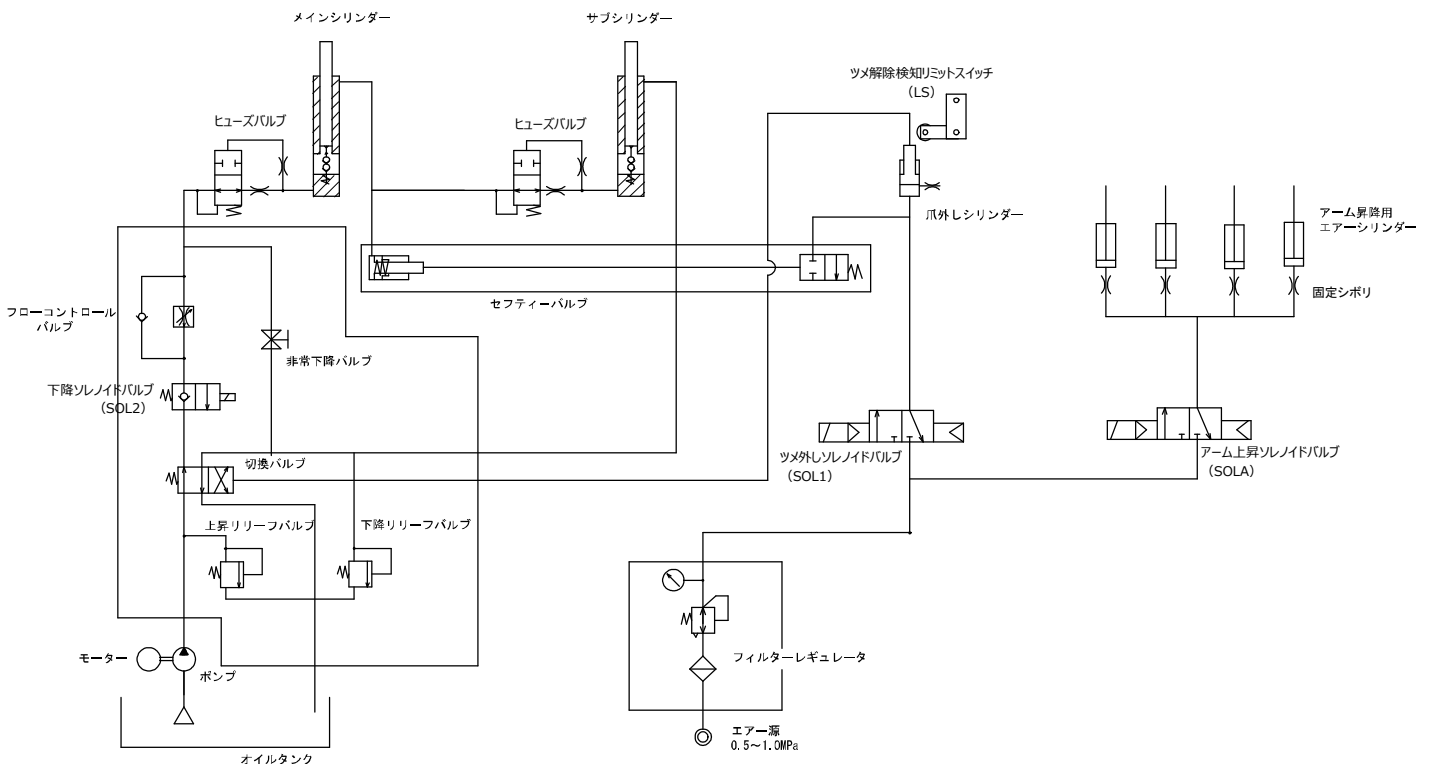 メインシリンダー
サブシリンダー
ツメ解除検知リミットスイッチ
(LS)
ヒューズバルブ
ヒューズバルブ
爪外しシリンダー
アーム昇降用
エアーシリンダー
固定シボリ
セフティーバルブ
フローコントロール
バルブ
非常下降バルブ
下降ソレノイドバルブ
(SOL2)
切換バルブ
ツメ外しソレノイドバルブ
(SOL1)
アーム上昇ソレノイドバルブ
(SOLA)
上昇リリーフバルブ
下降リリーフバルブ
モーター
ポンプ
フィルターレギュレータ
エアー源
0.5～1.0MPa
オイルタンク